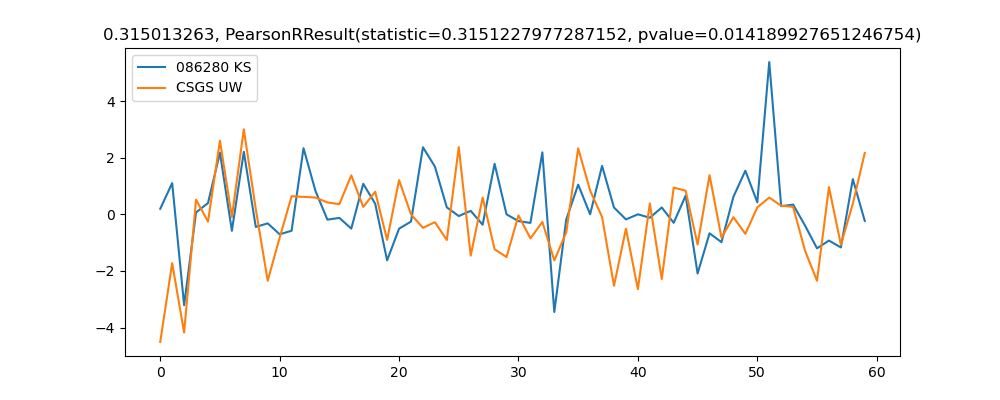 0.315013263, PearsonRResult(statistic=0.3151227977287152, pvalue=0.014189927651246754)
086280 KS
CSGS UW
4
2
0
−2
−4
0 10 20 30 40 50 60